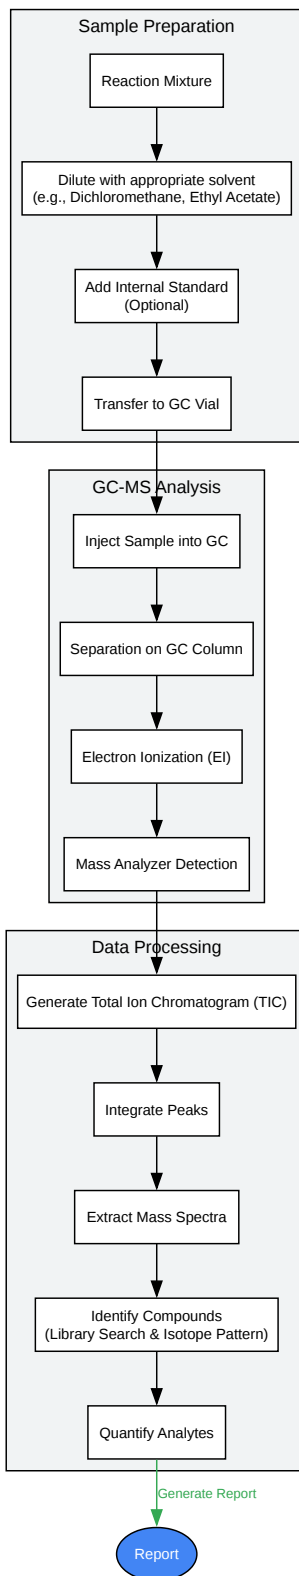 Sample Preparation
Reaction Mixture
Dilute with appropriate solvent
(e.g., Dichloromethane, Ethyl Acetate)
Add Internal Standard
(Optional)
Transfer to GC Vial
GC-MS Analysis
Inject Sample into GC
Separation on GC Column
Electron Ionization (EI)
Mass Analyzer Detection
Data Processing
Generate Total Ion Chromatogram (TIC)
Integrate Peaks
Extract Mass Spectra
Identify Compounds
(Library Search & Isotope Pattern)
Quantify Analytes
Generate Report
Report